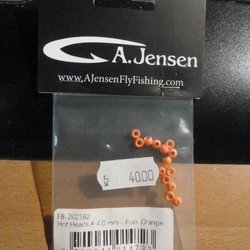 A. Jensen
www.AJensenFlyFishing.com
40.00
FB-202182
Hot Heads # 4,0 mm - Fluo. Orange